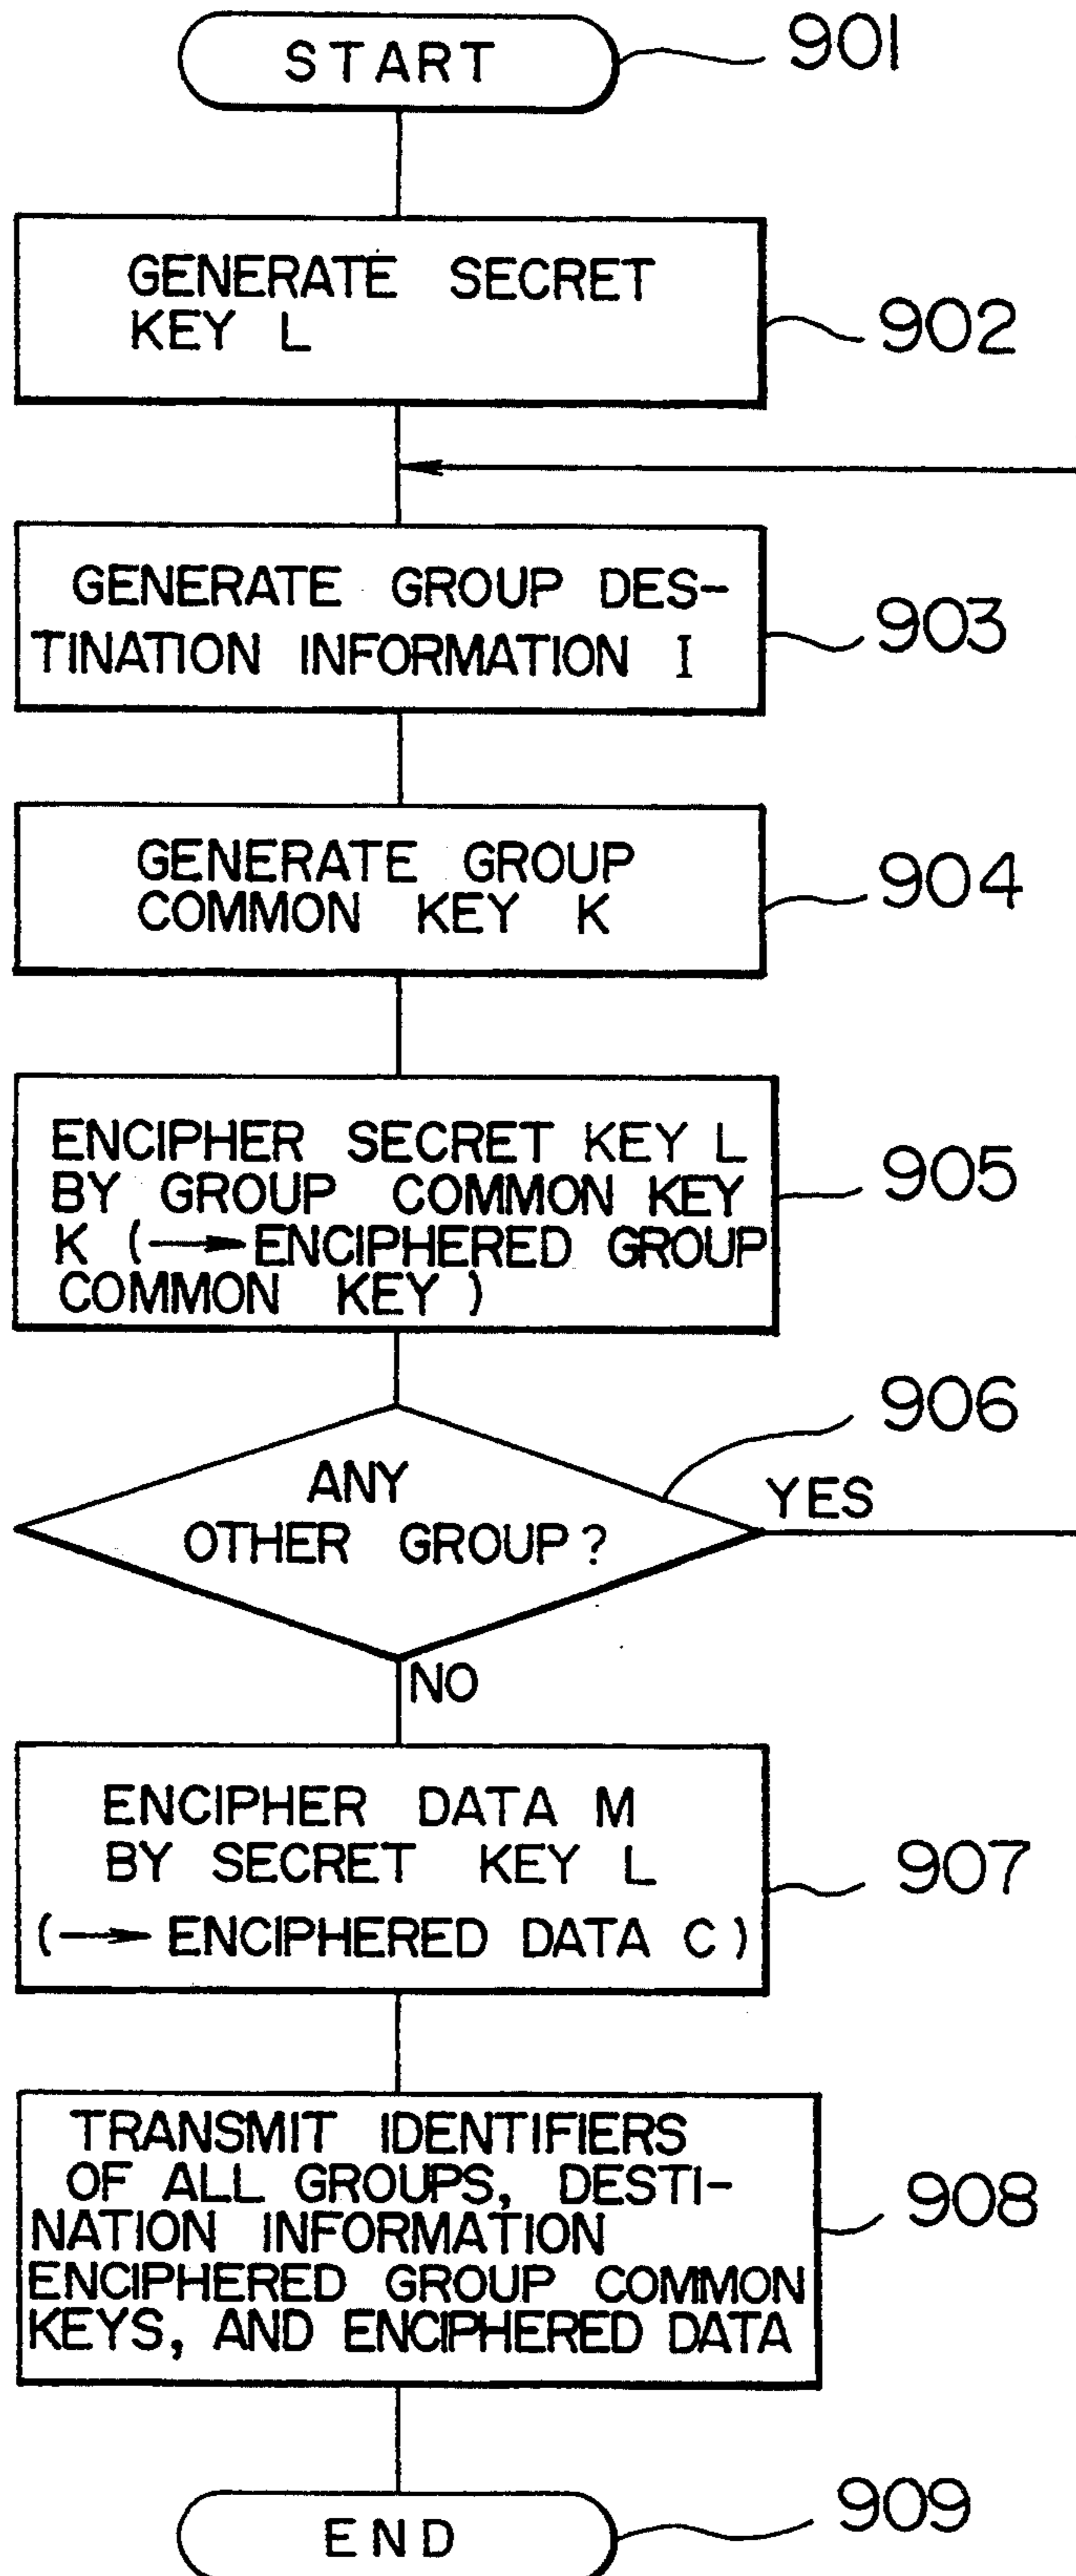 START
901
GENERATE SECRET
KEY L
902
GENERATE GROUP DES-
TINATION INFORMATION I
903
GENERATE GROUP
COMMON KEY K
904
ENCIPHER SECRET KEY L
BY GROUP COMMON KEY
K (→ ENCIPHERED GROUP
COMMON KEY)
905
906
ANY
OTHER GROUP?
YES
NO
ENCIPHER DATA M
BY SECRET KEY L
(→ ENCIPHERED DATA C)
907
TRANSMIT IDENTIFIERS
OF ALL GROUPS, DESTI-
NATION INFORMATION
ENCIPHERED GROUP COMMON
KEYS, AND ENCIPHERED DATA
908
END
909